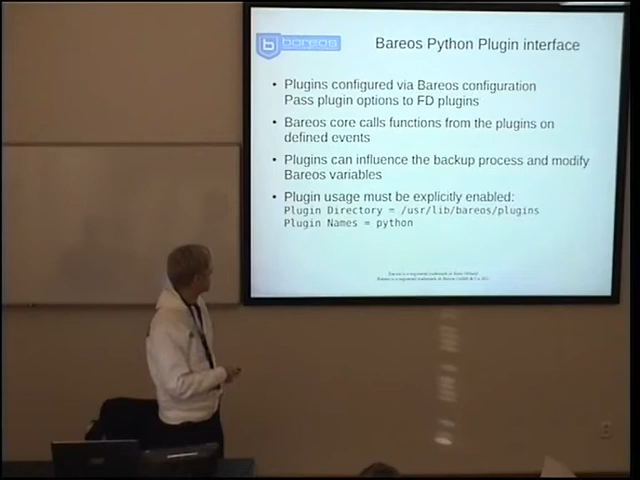 b bareos
Bareos Python Plugin interface
• Plugins configured via Bareos configuration
Pass plugin options to FD plugins
• Bareos core calls functions from the plugins on
defined events
• Plugins can influence the backup process and modify
Bareos variables
• Plugin usage must be explicitly enabled:
Plugin Directory = /usr/lib/bareos/plugins
Plugin Names = python